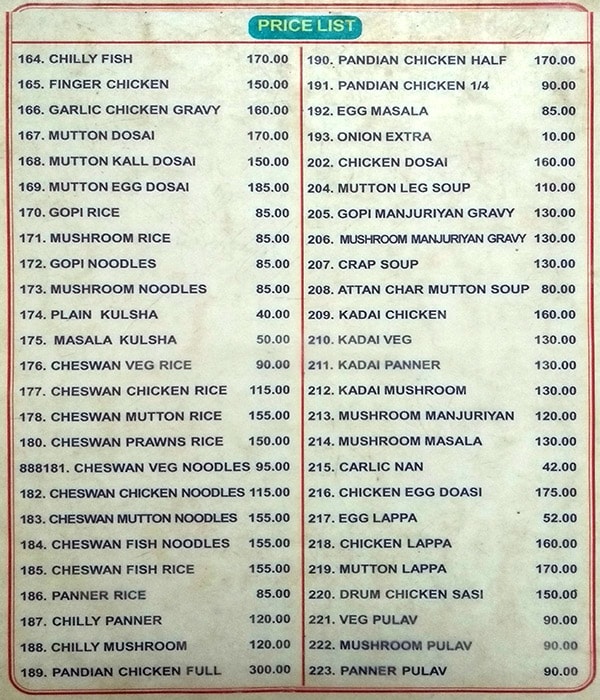 PRICE LIST
164. CHILLY FISH 170.00
165. FINGER CHICKEN 150.00
166. GARLIC CHICKEN GRAVY 160.00
167. MUTTON DOSAI 170.00
168. MUTTON KALL DOSAI 150.00
169. MUTTON EGG DOSAI 185.00
170. GOPI RICE 85.00
171. MUSHROOM RICE 85.00
172. GOPI NOODLES 85.00
173. MUSHROOM NOODLES 85.00
174. PLAIN KULSHA 40.00
175. MASALA KULSHA 50.00
176. CHESWAN VEG RICE 90.00
177. CHESWAN CHICKEN RICE 115.00
178. CHESWAN MUTTON RICE 155.00
180. CHESWAN PRAWNS RICE 150.00
888181. CHESWAN VEG NOODLES 95.00
182. CHESWAN CHICKEN NOODLES 115.00
183. CHESWAN MUTTON NOODLES 155.00
184. CHESWAN FISH NOODLES 155.00
185. CHESWAN FISH RICE 155.00
186. PANNER RICE 85.00
187. CHILLY PANNER 120.00
188. CHILLY MUSHROOM 120.00
189. PANDIAN CHICKEN FULL 300.00
190. PANDIAN CHICKEN HALF 170.00
191. PANDIAN CHICKEN 1/4 90.00
192. EGG MASALA 85.00
193. ONION EXTRA 10.00
202. CHICKEN DOSAI 160.00
204. MUTTON LEG SOUP 110.00
205. GOPI MANJURIYAN GRAVY 130.00
206. MUSHROOM MANJURIYAN GRAVY 130.00
207. CRAP SOUP 130.00
208. ATTAN CHAR MUTTON SOUP 80.00
209. KADAI CHICKEN 160.00
210. KADAI VEG 130.00
211. KADAI PANNER 130.00
212. KADAI MUSHROOM 130.00
213. MUSHROOM MANJURIYAN 120.00
214. MUSHROOM MASALA 130.00
215. CARLIC NAN 42.00
216. CHICKEN EGG DOASI 175.00
217. EGG LAPPA 52.00
218. CHICKEN LAPPA 160.00
219. MUTTON LAPPA 170.00
220. DRUM CHICKEN SASI 150.00
221. VEG PULAV 90.00
222. MUSHROOM PULAV 90.00
223. PANNER PULAV 90.00